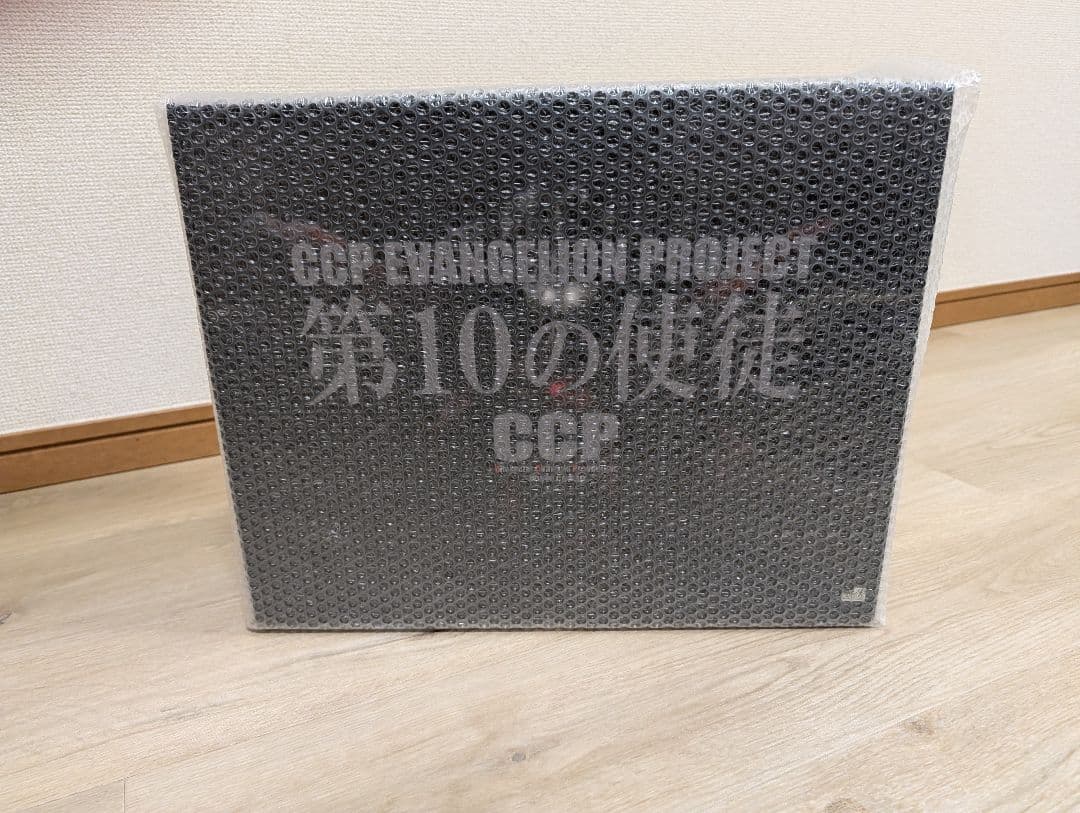 CCP EVANGELION PROJECT
第10の使徒
CCP